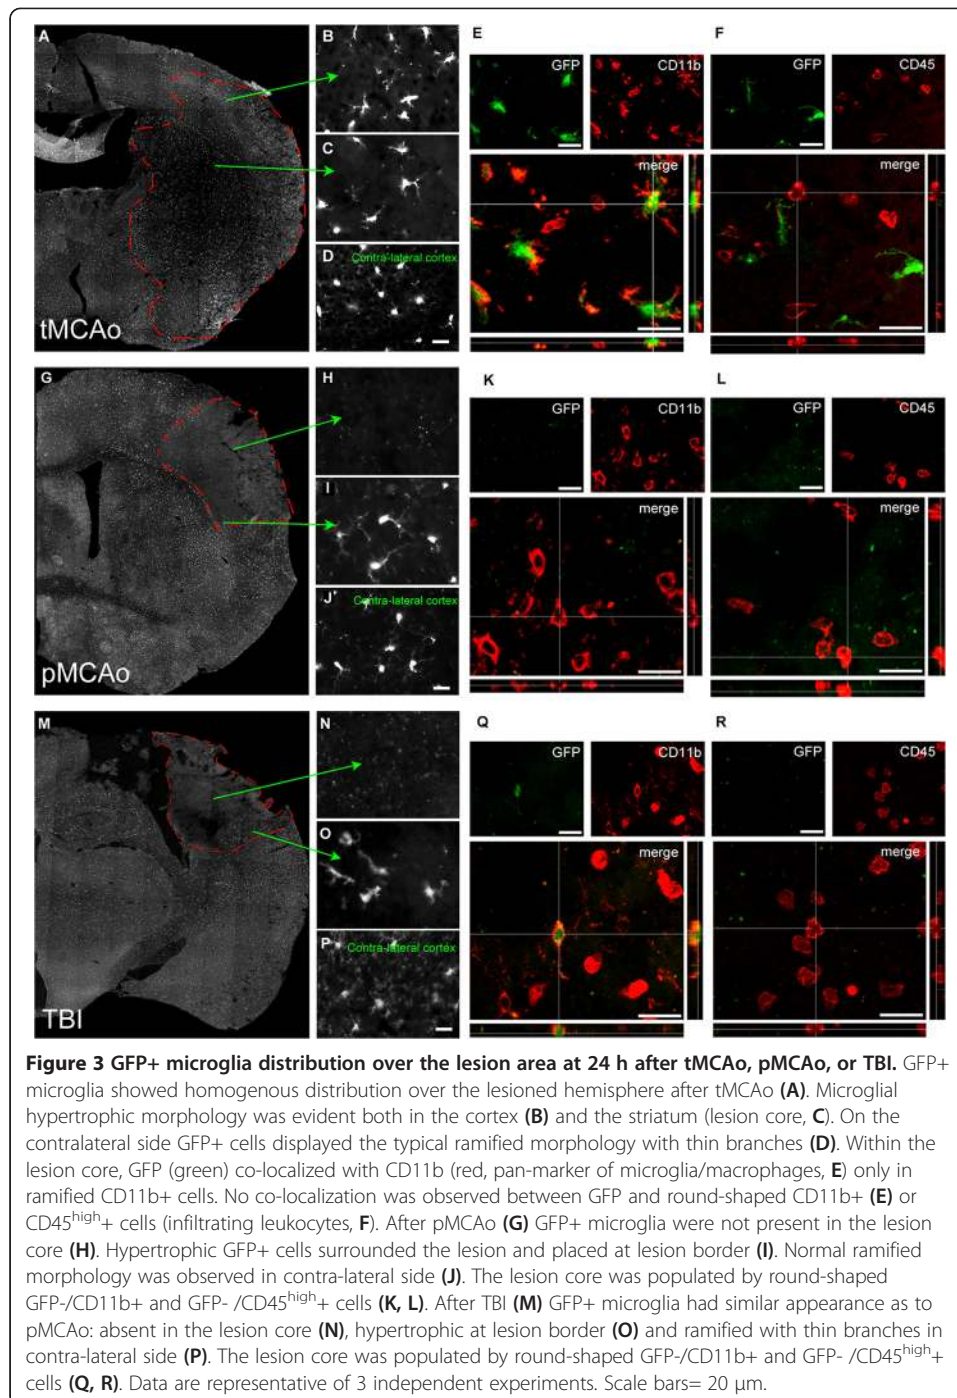 A
B
E
F
GFP
CD11b
GFP
CD45
C
merge
merge
D
Contra-lateral cortex
tMCAo
G
H
K
L
GFP
CD11b
GFP
CD45
I
merge
merge
J
Contra-lateral cortex
pMCAo
M
N
Q
R
GFP
CD11b
GFP
CD45
O
merge
merge
P
Contra-lateral cortex
TBI
Figure 3 GFP+ microglia distribution over the lesion area at 24 h after tMCAo, pMCAo, or TBI. GFP+
microglia showed homogenous distribution over the lesioned hemisphere after tMCAo (A). Microglial
hypertrophic morphology was evident both in the cortex (B) and the striatum (lesion core, C). On the
contralateral side GFP+ cells displayed the typical ramified morphology with thin branches (D). Within the
lesion core, GFP (green) co-localized with CD11b (red, pan-marker of microglia/macrophages, E) only in
ramified CD11b+ cells. No co-localization was observed between GFP and round-shaped CD11b+ (E) or
CD45high+ cells (infiltrating leukocytes, F). After pMCAo (G) GFP+ microglia were not present in the lesion
core (H). Hypertrophic GFP+ cells surrounded the lesion and placed at lesion border (I). Normal ramified
morphology was observed in contra-lateral side (J). The lesion core was populated by round-shaped
GFP-/CD11b+ and GFP- /CD45high+ cells (K, L). After TBI (M) GFP+ microglia had similar appearance as to
pMCAo: absent in the lesion core (N), hypertrophic at lesion border (O) and ramified with thin branches in
contra-lateral side (P). The lesion core was populated by round-shaped GFP-/CD11b+ and GFP- /CD45high+
cells (Q, R). Data are representative of 3 independent experiments. Scale bars= 20 μm.